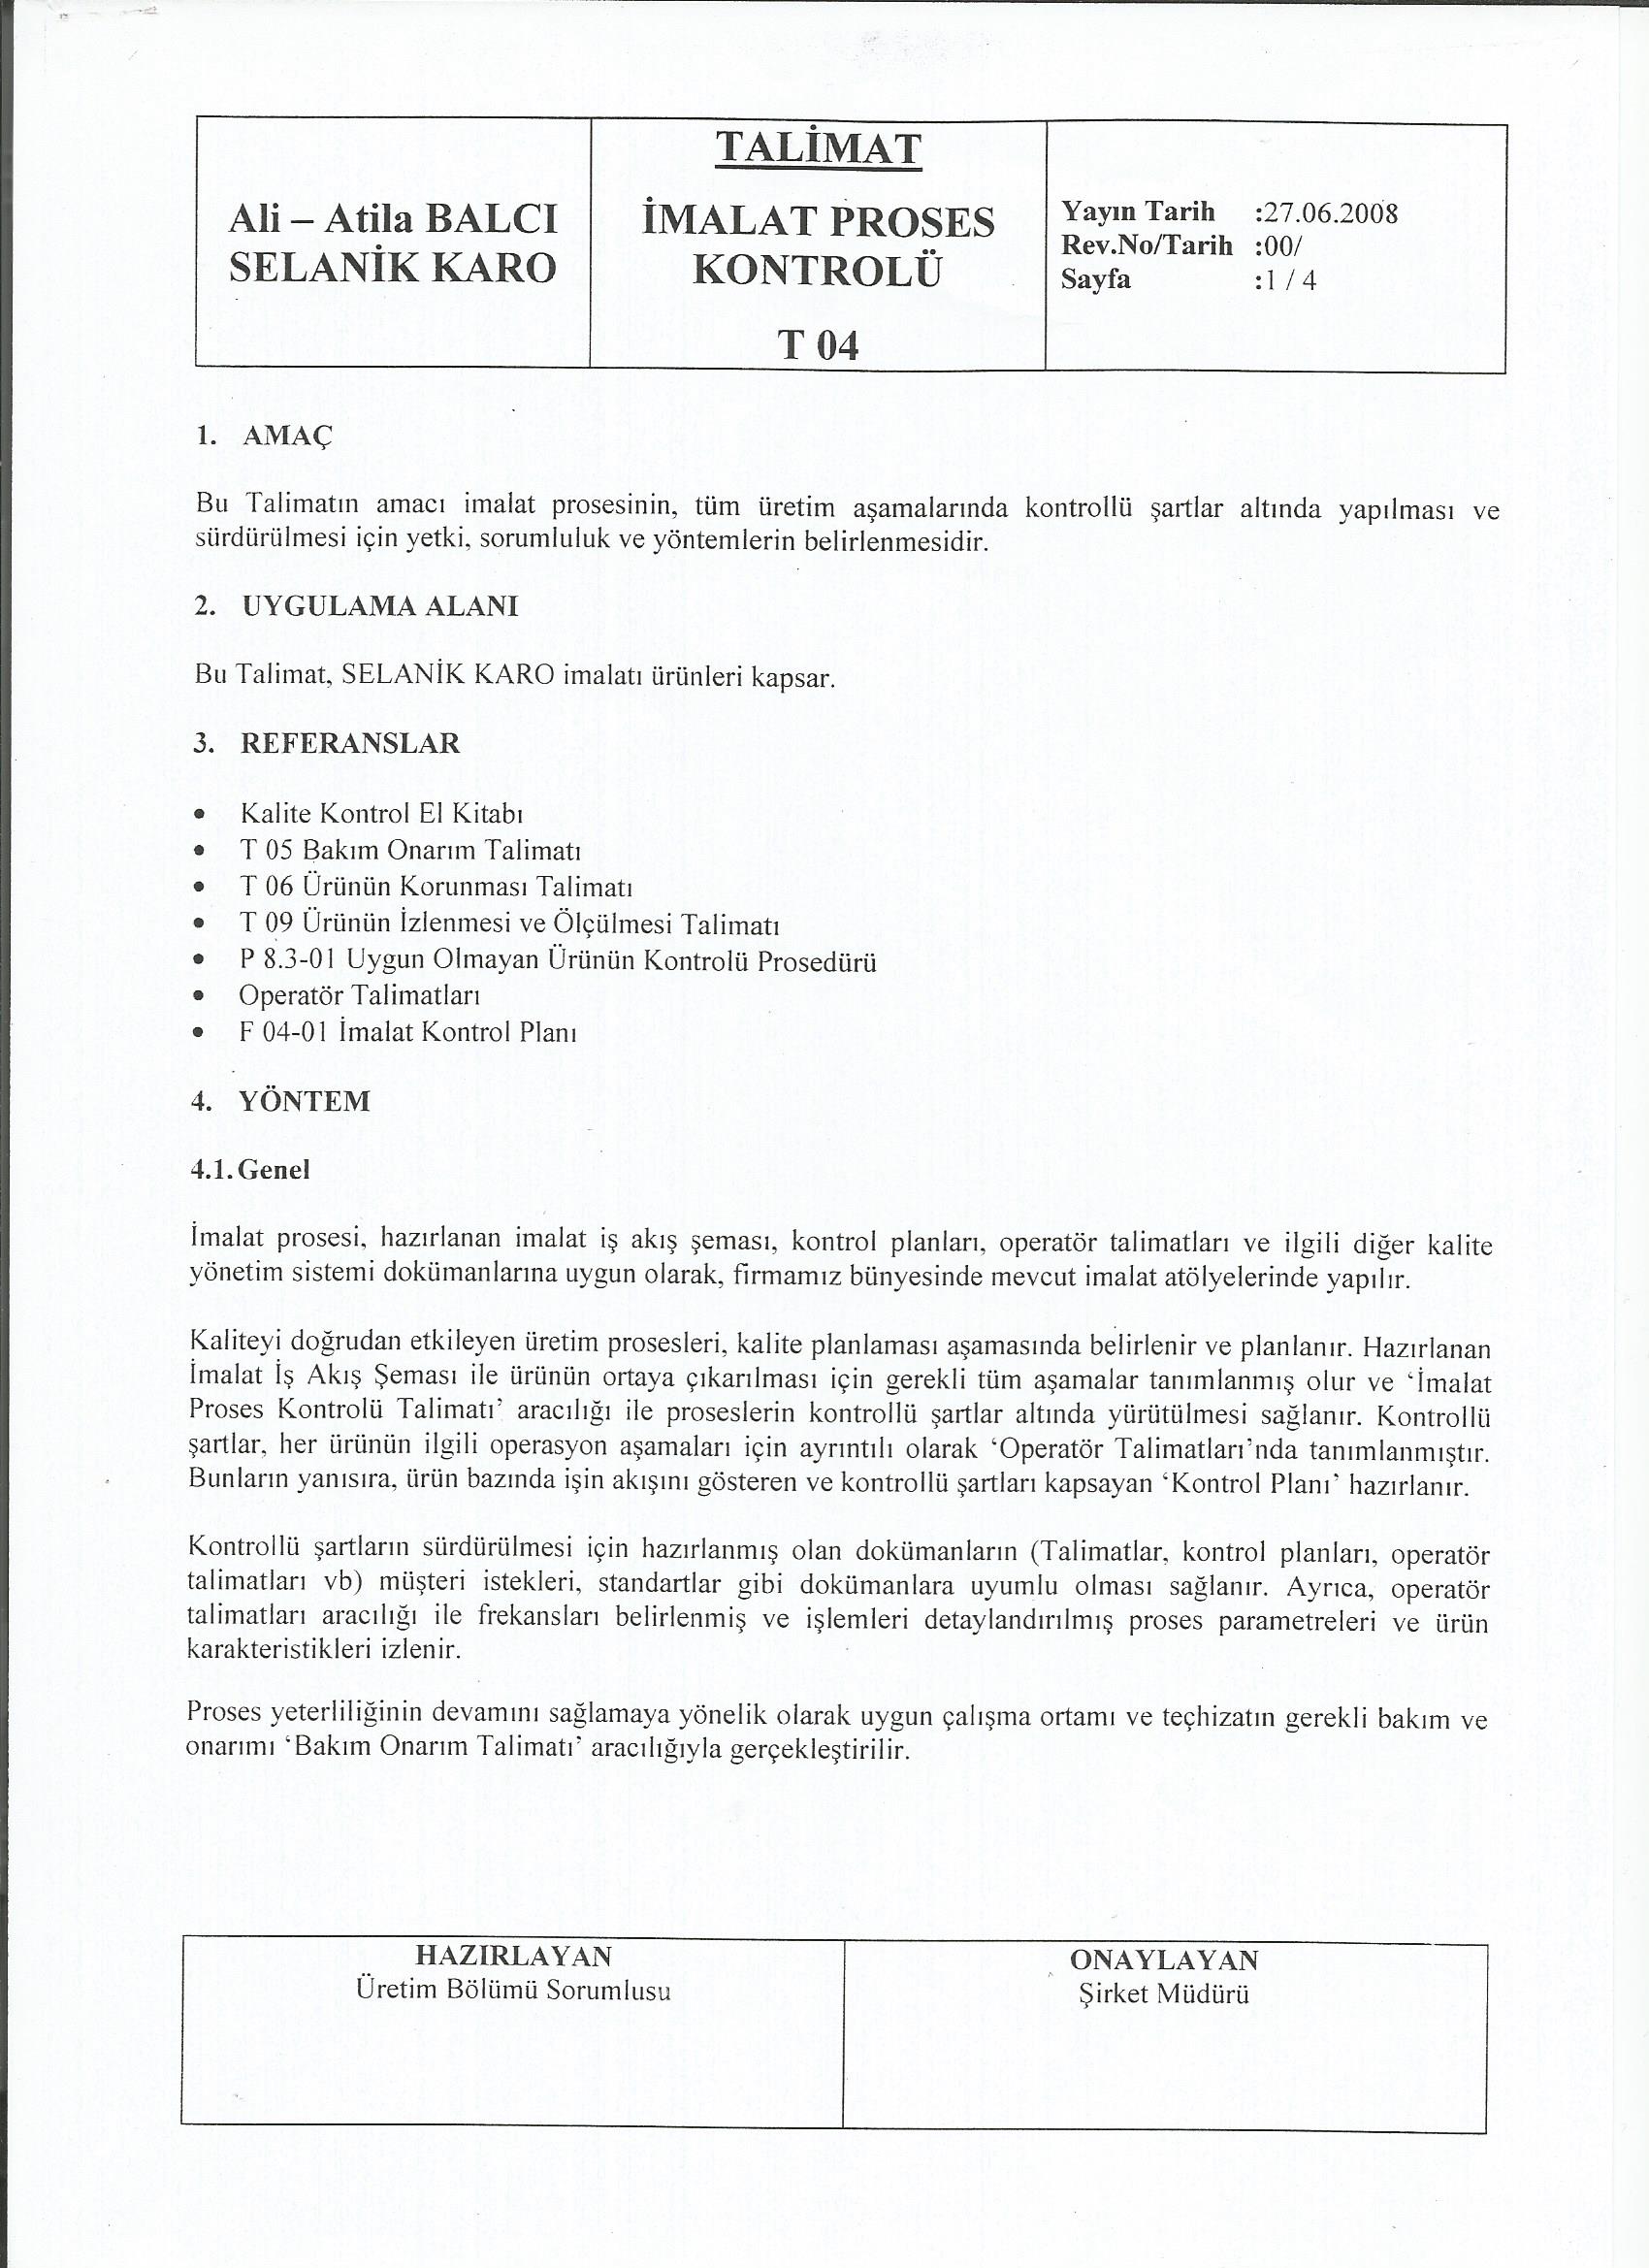 Ali – Atila BALCI
SELANİK KARO
TALİMAT
İMALAT PROSES
KONTROLÜ
T 04
Yayın Tarih :27.06.2008
Rev.No/Tarih :00/
Sayfa :1 / 4
1. AMAÇ
Bu Talimatın amacı imalat prosesinin, tüm üretim aşamalarında kontrollü şartlar altında yapılması ve
sürdürülmesi için yetki, sorumluluk ve yöntemlerin belirlenmesidir.
2. UYGULAMA ALANI
Bu Talimat, SELANİK KARO imalatı ürünleri kapsar.
3. REFERANSLAR
• Kalite Kontrol El Kitabı
• T 05 Bakım Onarım Talimatı
• T 06 Ürünün Korunması Talimatı
• T 09 Ürünün İzlenmesi ve Ölçülmesi Talimatı
• P 8.3-01 Uygun Olmayan Ürünün Kontrolü Prosedürü
• Operatör Talimatları
• F 04-01 İmalat Kontrol Planı
4. YÖNTEM
4.1. Genel
İmalat prosesi, hazırlanan imalat iş akış şeması, kontrol planları, operatör talimatları ve ilgili diğer kalite
yönetim sistemi dokümanlarına uygun olarak, firmamız bünyesinde mevcut imalat atölyelerinde yapılır.
Kaliteyi doğrudan etkileyen üretim prosesleri, kalite planlaması aşamasında belirlenir ve planlanır. Hazırlanan
İmalat İş Akış Şeması ile ürünün ortaya çıkarılması için gerekli tüm aşamalar tanımlanmış olur ve ‘İmalat
Proses Kontrolü Talimatı’ aracılığı ile proseslerin kontrollü şartlar altında yürütülmesi sağlanır. Kontrollü
şartlar, her ürünün ilgili operasyon aşamaları için ayrıntılı olarak ‘Operatör Talimatları’nda tanımlanmıştır.
Bunların yanısıra, ürün bazında işin akışını gösteren ve kontrollü şartları kapsayan ‘Kontrol Planı’ hazırlanır.
Kontrollü şartların sürdürülmesi için hazırlanmış olan dokümanların (Talimatlar, kontrol planları, operatör
talimatları vb) müşteri istekleri, standartlar gibi dokümanlara uyumlu olması sağlanır. Ayrıca, operatör
talimatları aracılığı ile frekansları belirlenmiş ve işlemleri detaylandırılmış proses parametreleri ve ürün
karakteristikleri izlenir.
Proses yeterliliğinin devamını sağlamaya yönelik olarak uygun çalışma ortamı ve teçhizatın gerekli bakım ve
onarımı ‘Bakım Onarım Talimatı’ aracılığıyla gerçekleştirilir.
HAZIRLAYAN
Üretim Bölümü Sorumlusu
ONAYLAYAN
Şirket Müdürü